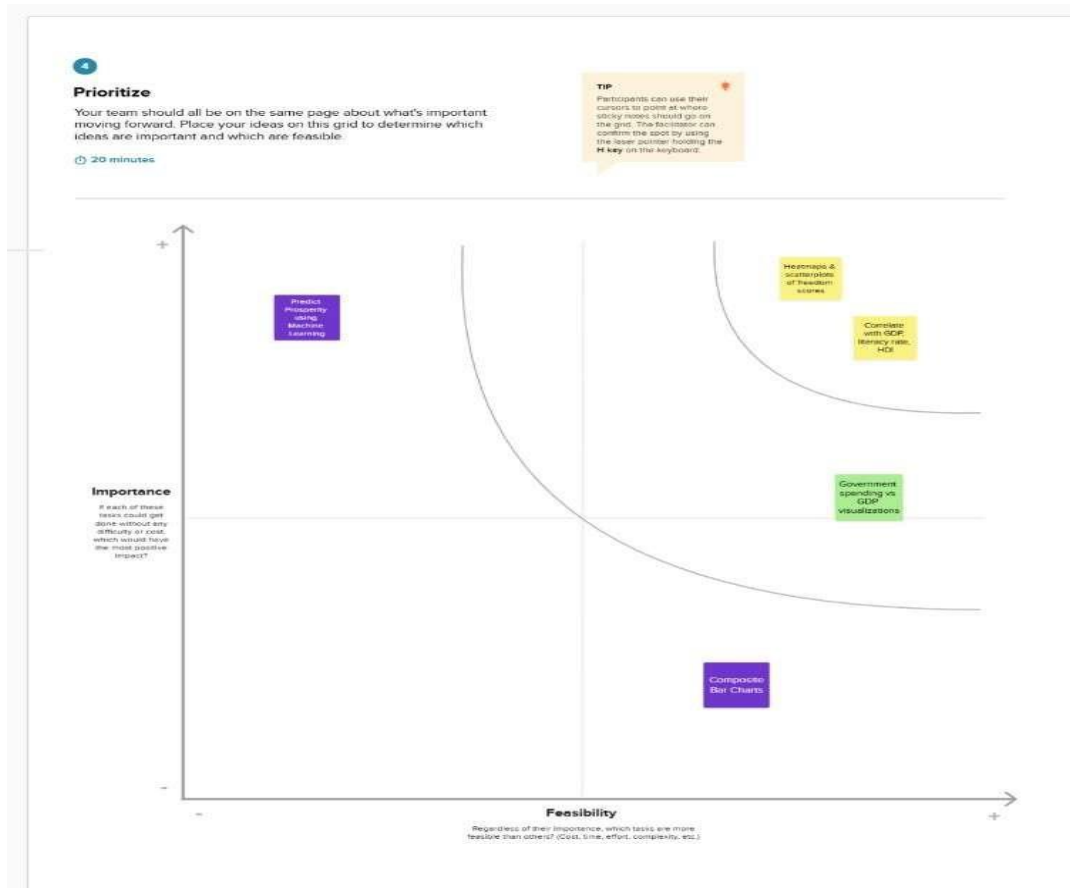 4
Prioritize
Your team should all be on the same page about what's important
moving forward. Place your ideas on this grid to determine which
ideas are important and which are feasible.
20 minutes
TIP
Participants can use their
cursors to point at where
sticky notes should go on
the grid. The facilitator can
confirm the spot by using
the laser pointer holding the
H key on the keyboard.
+
Heatmaps &
scatterplots
of freedom
scores
Predict
Prosperity
using
Machine
Learning
Correlate
with GDP,
literacy rate,
HDI
Government
spending vs
GDP
visualizations
Importance
If each of these
tasks could get
done without any
difficulty or cost,
which would have
the most positive
impact?
Composite
Bar Charts
-
-
Feasibility
+
Regardless of their importance, which tasks are more
feasible than others? (Cost, time, effort, complexity, etc.)